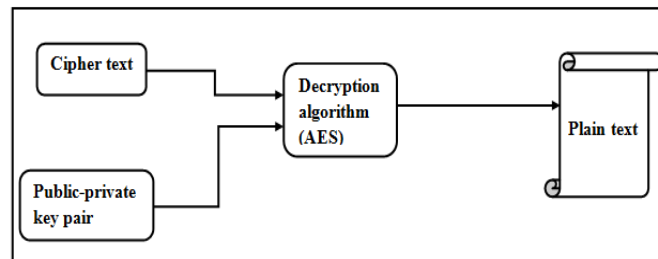 Cipher text
Public-private
key pair
Decryption
algorithm
(AES)
Plain text